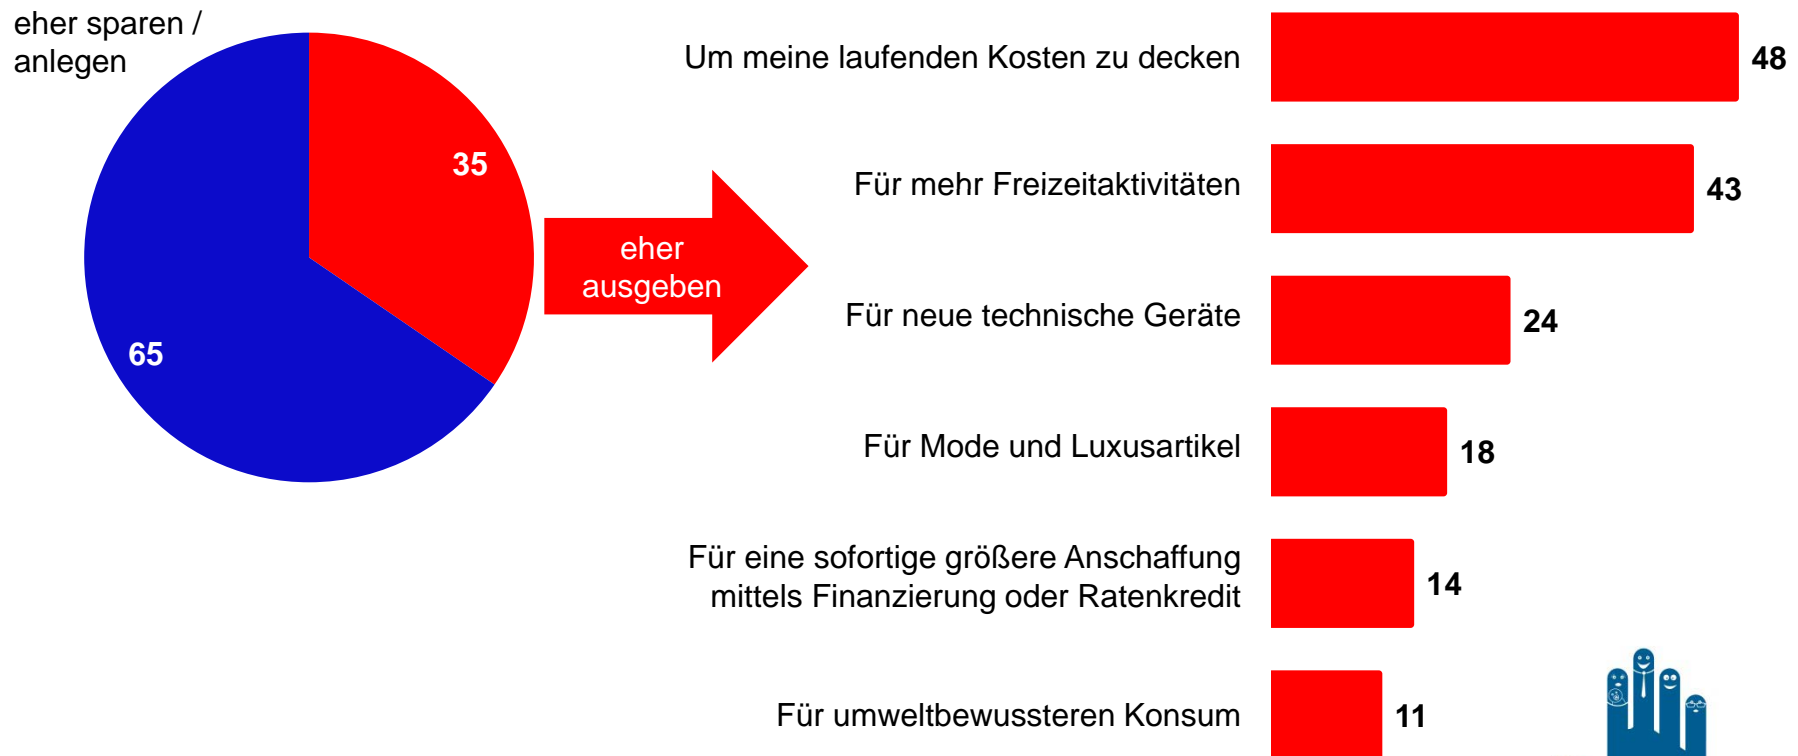 eher sparen /
anlegen
35
65
eher
ausgeben
Um meine laufenden Kosten zu decken
48
Für mehr Freizeitaktivitäten
43
Für neue technische Geräte
24
Für Mode und Luxusartikel
18
Für eine sofortige größere Anschaffung
mittels Finanzierung oder Ratenkredit
14
Für umweltbewussteren Konsum
11